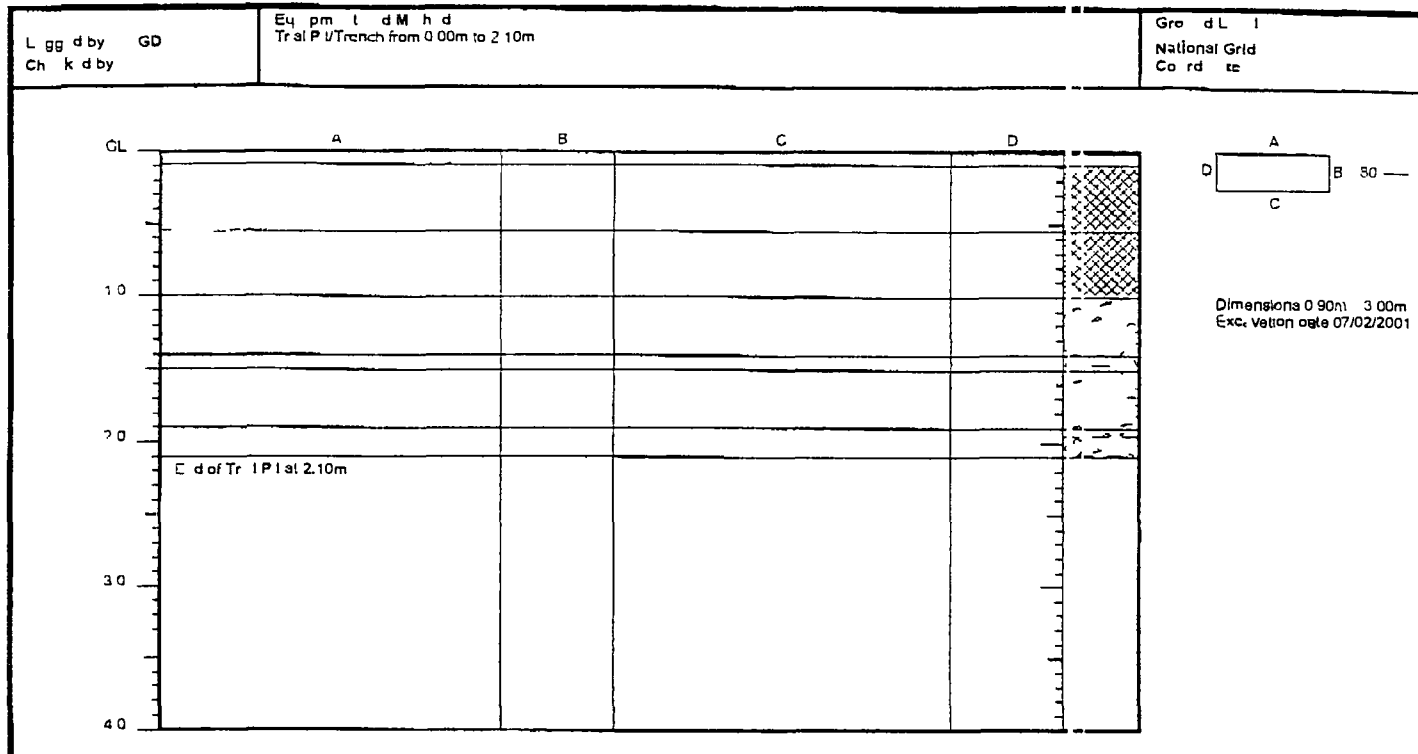 L gg d by GD
Ch k d by
Eq pm t d M h d
Tr al P t/Trench from 0 00m to 2 10m
Gro d L l
National Grid
Co rd te
GL
A
B
C
D
1 0
2 0
3 0
4 0
E d of Tr l P t at 2.10m
A
D
B
80
C
Dimensions 0 90m 3 00m
Exc vation date 07/02/2001